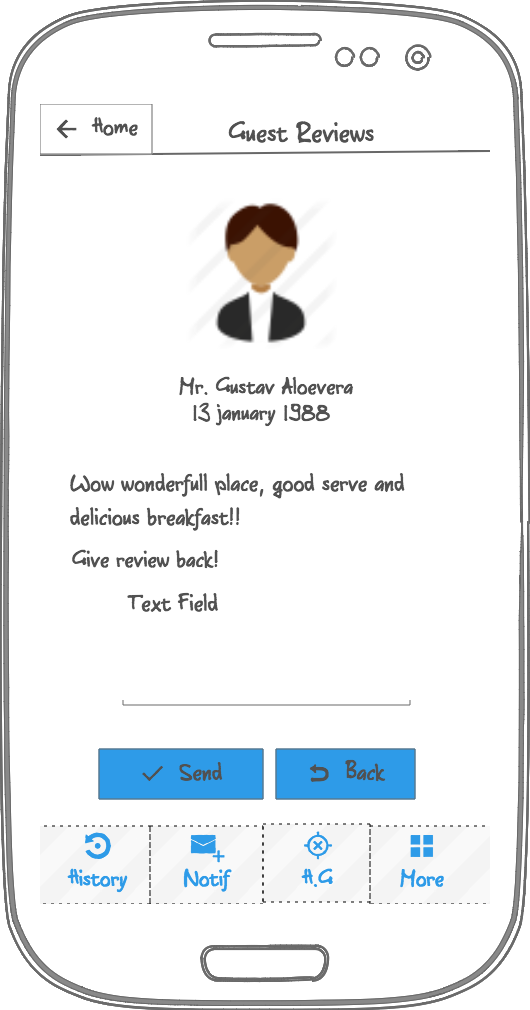 Home
Guest Reviews
Mr. Gustav Aloevera
13 january 1988
Wow wonderfull place, good serve and
delicious breakfast!!
Give review back!
Text Field
Send
Back
History
Notif
H.G
More